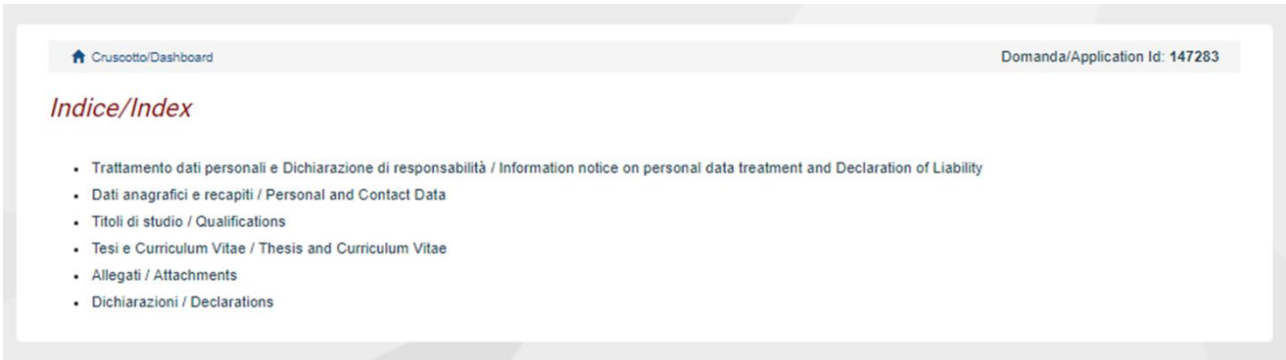 Cruscotto/Dashboard
Domanda/Application Id: 147283
Indice/Index
Trattamento dati personali e Dichiarazione di responsabilità / Information notice on personal data treatment and Declaration of Liability
Dati anagrafici e recapiti / Personal and Contact Data
Titoli di studio / Qualifications
Tesi e Curriculum Vitae / Thesis and Curriculum Vitae
Allegati / Attachments
Dichiarazioni / Declarations